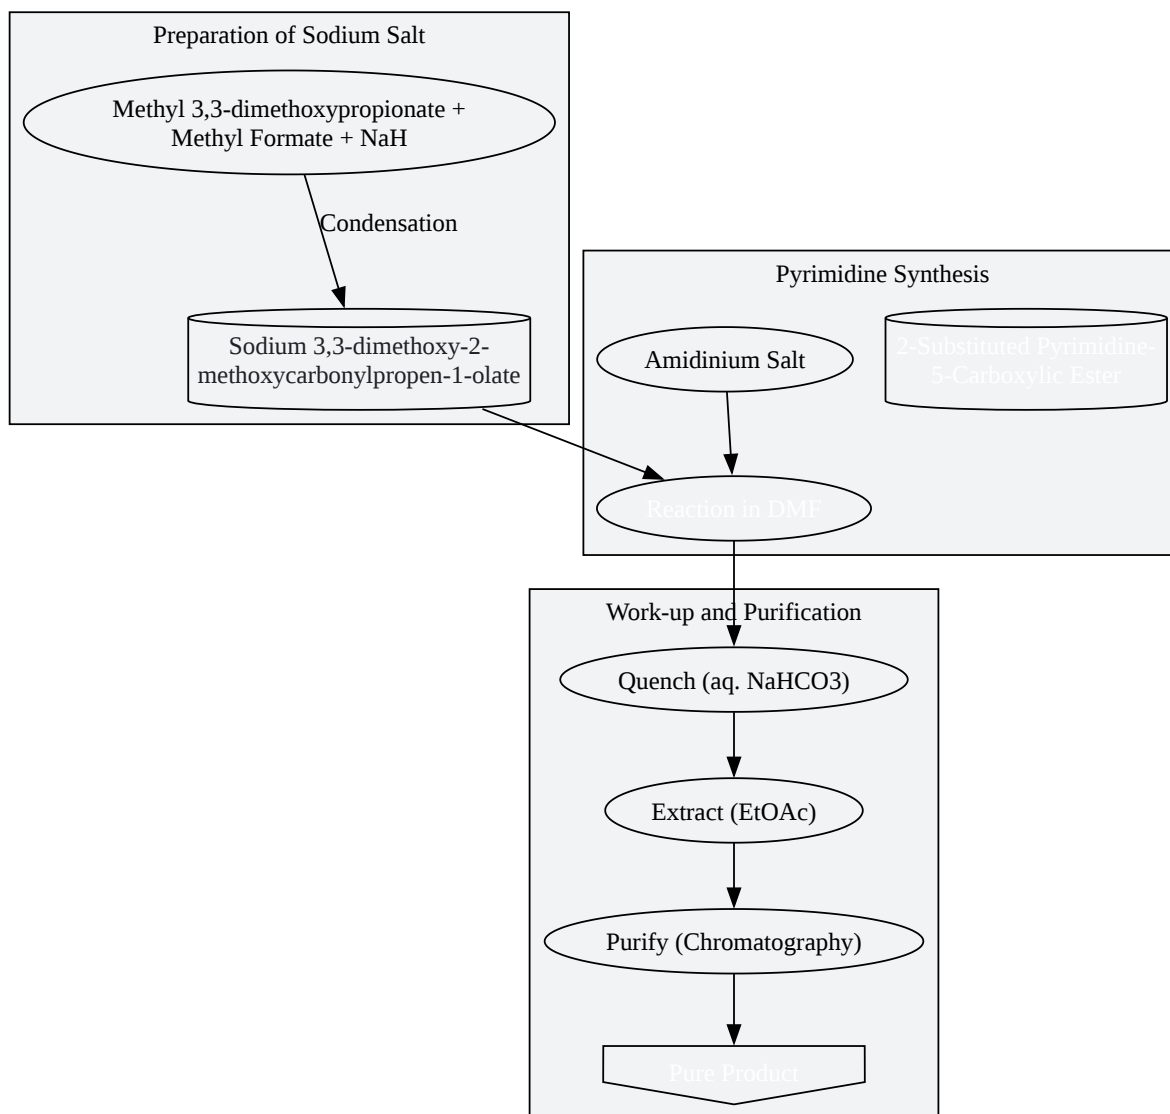 Preparation of Sodium Salt
Methyl 3,3-dimethoxypropionate +
Methyl Formate + NaH
Condensation
Sodium 3,3-dimethoxy-2-
methoxycarbonylpropen-1-olate
Pyrimidine Synthesis
Amidinium Salt
2-Substituted Pyrimidine-
5-Carboxylic Ester
Reaction in DMF
Work-up and Purification
Quench (aq. NaHCO3)
Extract (EtOAc)
Purify (Chromatography)
Pure Product